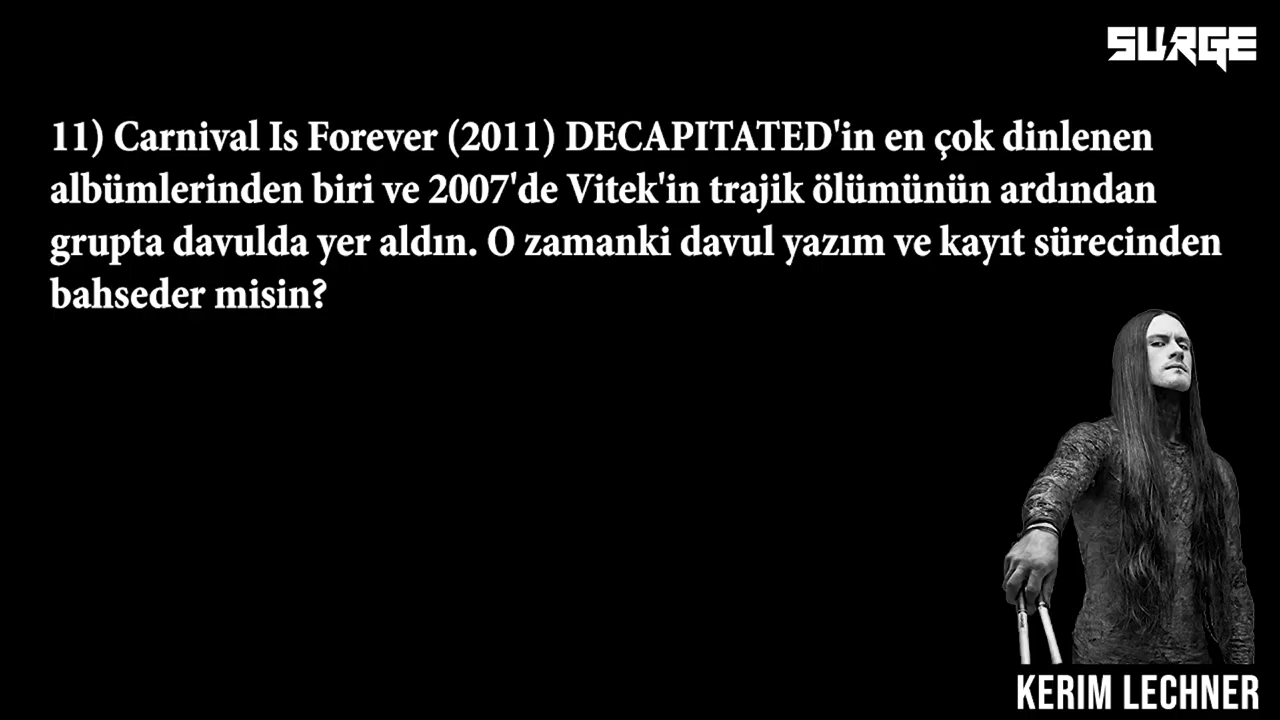 SURGE
11) Carnival Is Forever (2011) DECAPITATED'in en çok dinlenen
albümlerinden biri ve 2007'de Vitek'in trajik ölümünün ardından
grupta davulda yer aldın. O zamanki davul yazım ve kayıt sürecinden
bahseder misin?
KERIM LECHNER